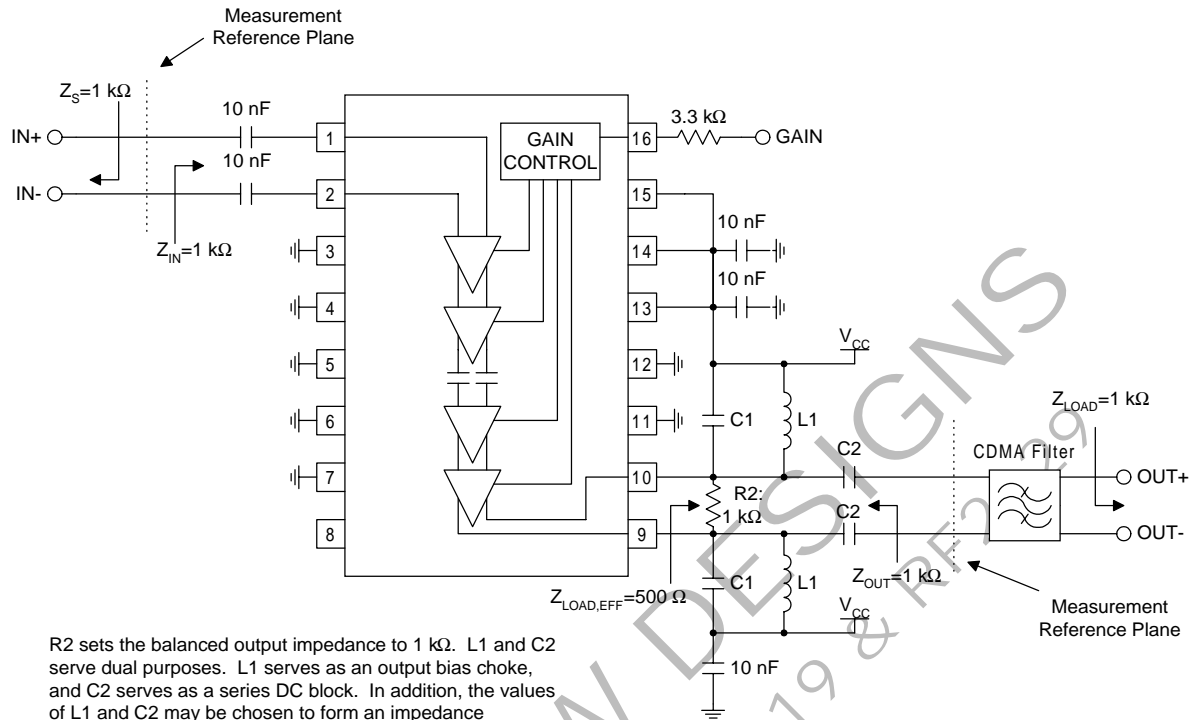 Measurement
Reference Plane
Z_S=1 kΩ
10 nF
3.3 kΩ
IN+
1
GAIN
CONTROL
16
GAIN
10 nF
IN-
2
15
10 nF
Z_IN=1 kΩ
3
14
10 nF
4
13
V_CC
5
12
Z_LOAD=1 kΩ
6
11
C1
L1
C2
CDMA Filter
7
10
OUT+
R2:
1 kΩ
C2
8
9
OUT-
C1
L1
Z_OUT=1 kΩ
Z_LOAD,EFF=500 Ω
V_CC
Measurement
Reference Plane
10 nF
R2 sets the balanced output impedance to 1 kΩ. L1 and C2
serve dual purposes. L1 serves as an output bias choke,
and C2 serves as a series DC block. In addition, the values
of L1 and C2 may be chosen to form an impedance
DESIGNS
19 & RF2 29